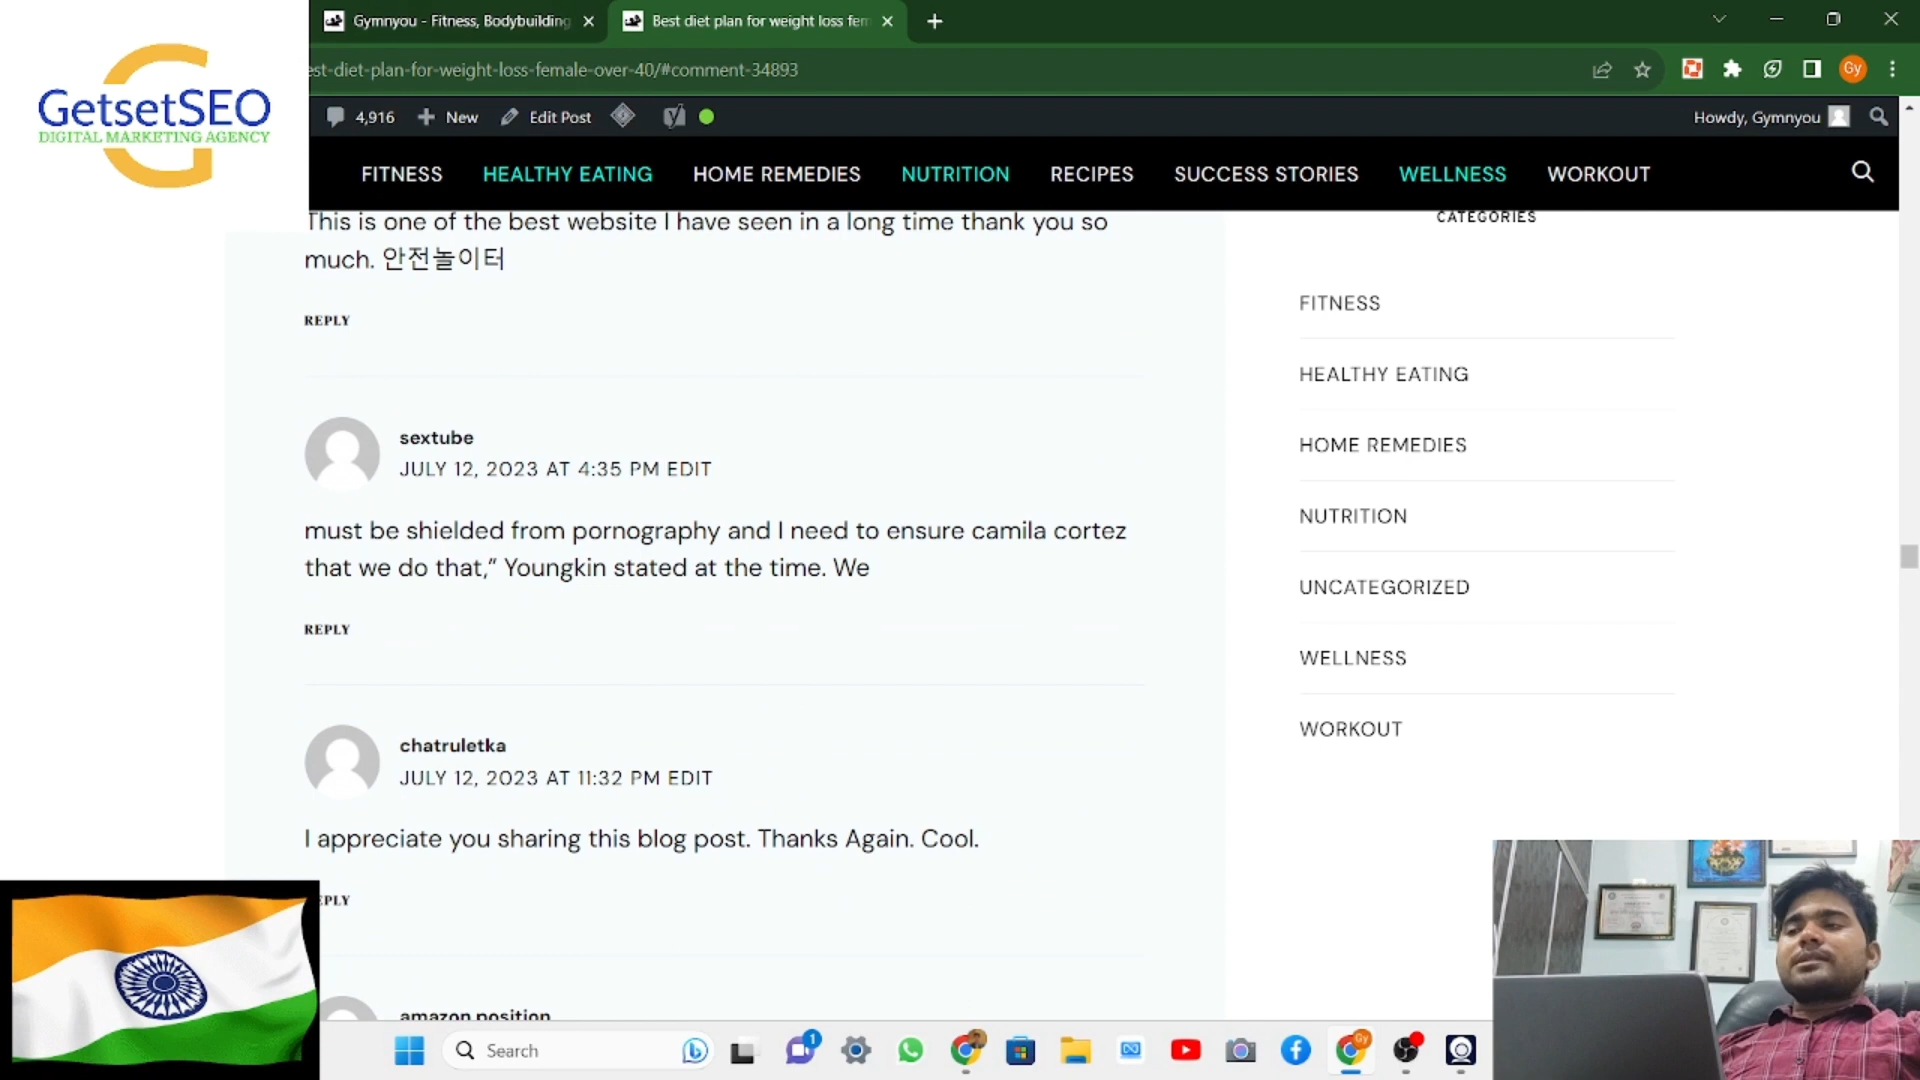 Gymnyou - Fitness, Bodybuilding
Best diet plan for weight loss fem
GetsetSEO
DIGITAL MARKETING AGENCY
est-diet-plan-for-weight-loss-female-over-40/#comment-34893
Gy
4,916
New
Edit Post
Howdy, Gymnyou
FITNESS
HEALTHY EATING
HOME REMEDIES
NUTRITION
RECIPES
SUCCESS STORIES
WELLNESS
WORKOUT
This is one of the best website I have seen in a long time thank you so
much. 안전놀이터
REPLY
sextube
JULY 12, 2023 AT 4:35 PM EDIT
must be shielded from pornography and I need to ensure camila cortez
that we do that,” Youngkin stated at the time. We
REPLY
chatruletka
JULY 12, 2023 AT 11:32 PM EDIT
I appreciate you sharing this blog post. Thanks Again. Cool.
EPLY
amazon position
CATEGORIES
FITNESS
HEALTHY EATING
HOME REMEDIES
NUTRITION
UNCATEGORIZED
WELLNESS
WORKOUT
Search
1
Gy